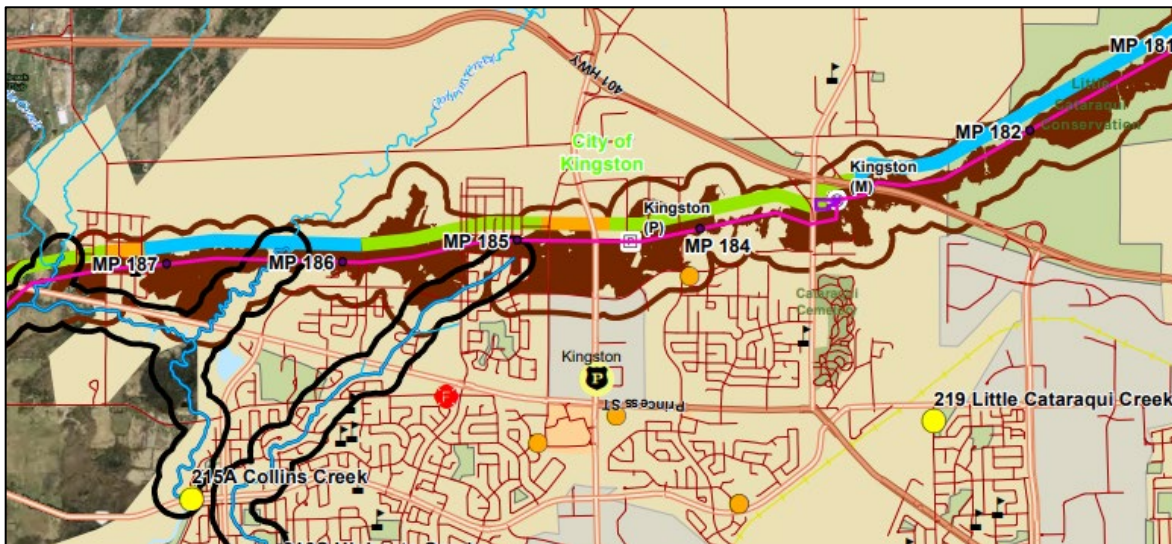 MP 181
401 HWY
Little
Cataraqui
Conservation
MP 182
City of
Kingston
Kingston
(M)
Kingston
(P)
MP 185
MP 184
MP 187
MP 186
Cataraqui
Cemetery
Kingston
P
F
Princess ST
219 Little Cataraqui Creek
215A Collins Creek